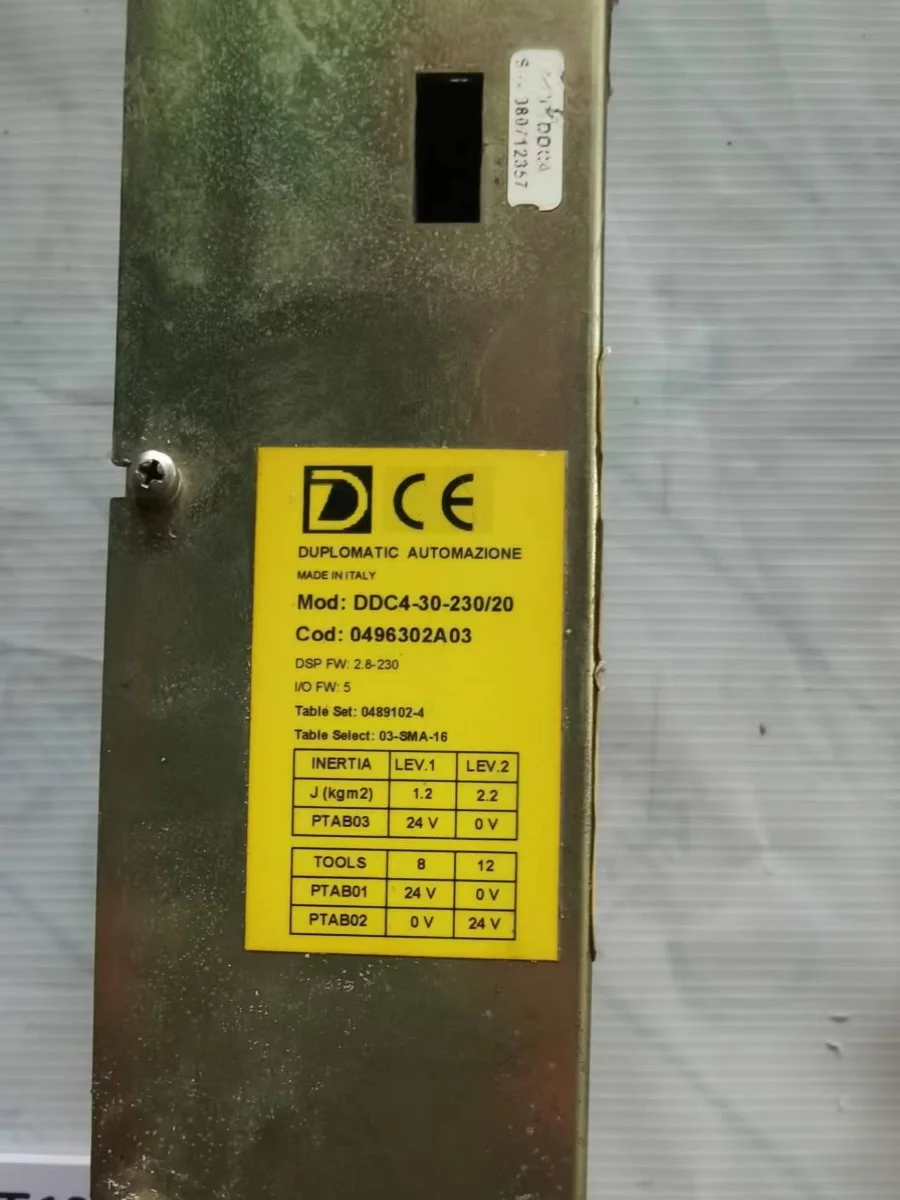 DDC4
080712357
D CE
DUPLOMATIC AUTOMAZIONE
MADE IN ITALY
Mod: DDC4-30-230/20
Cod: 0496302A03
DSP FW: 2.8-230
I/O FW: 5
Table Set: 0489102-4
Table Select: 03-SMA-16
INERTIA LEV.1 LEV.2
J (kgm2) 1.2 2.2
PTAB03 24 V 0 V
TOOLS 8 12
PTAB01 24 V 0 V
PTAB02 0 V 24 V